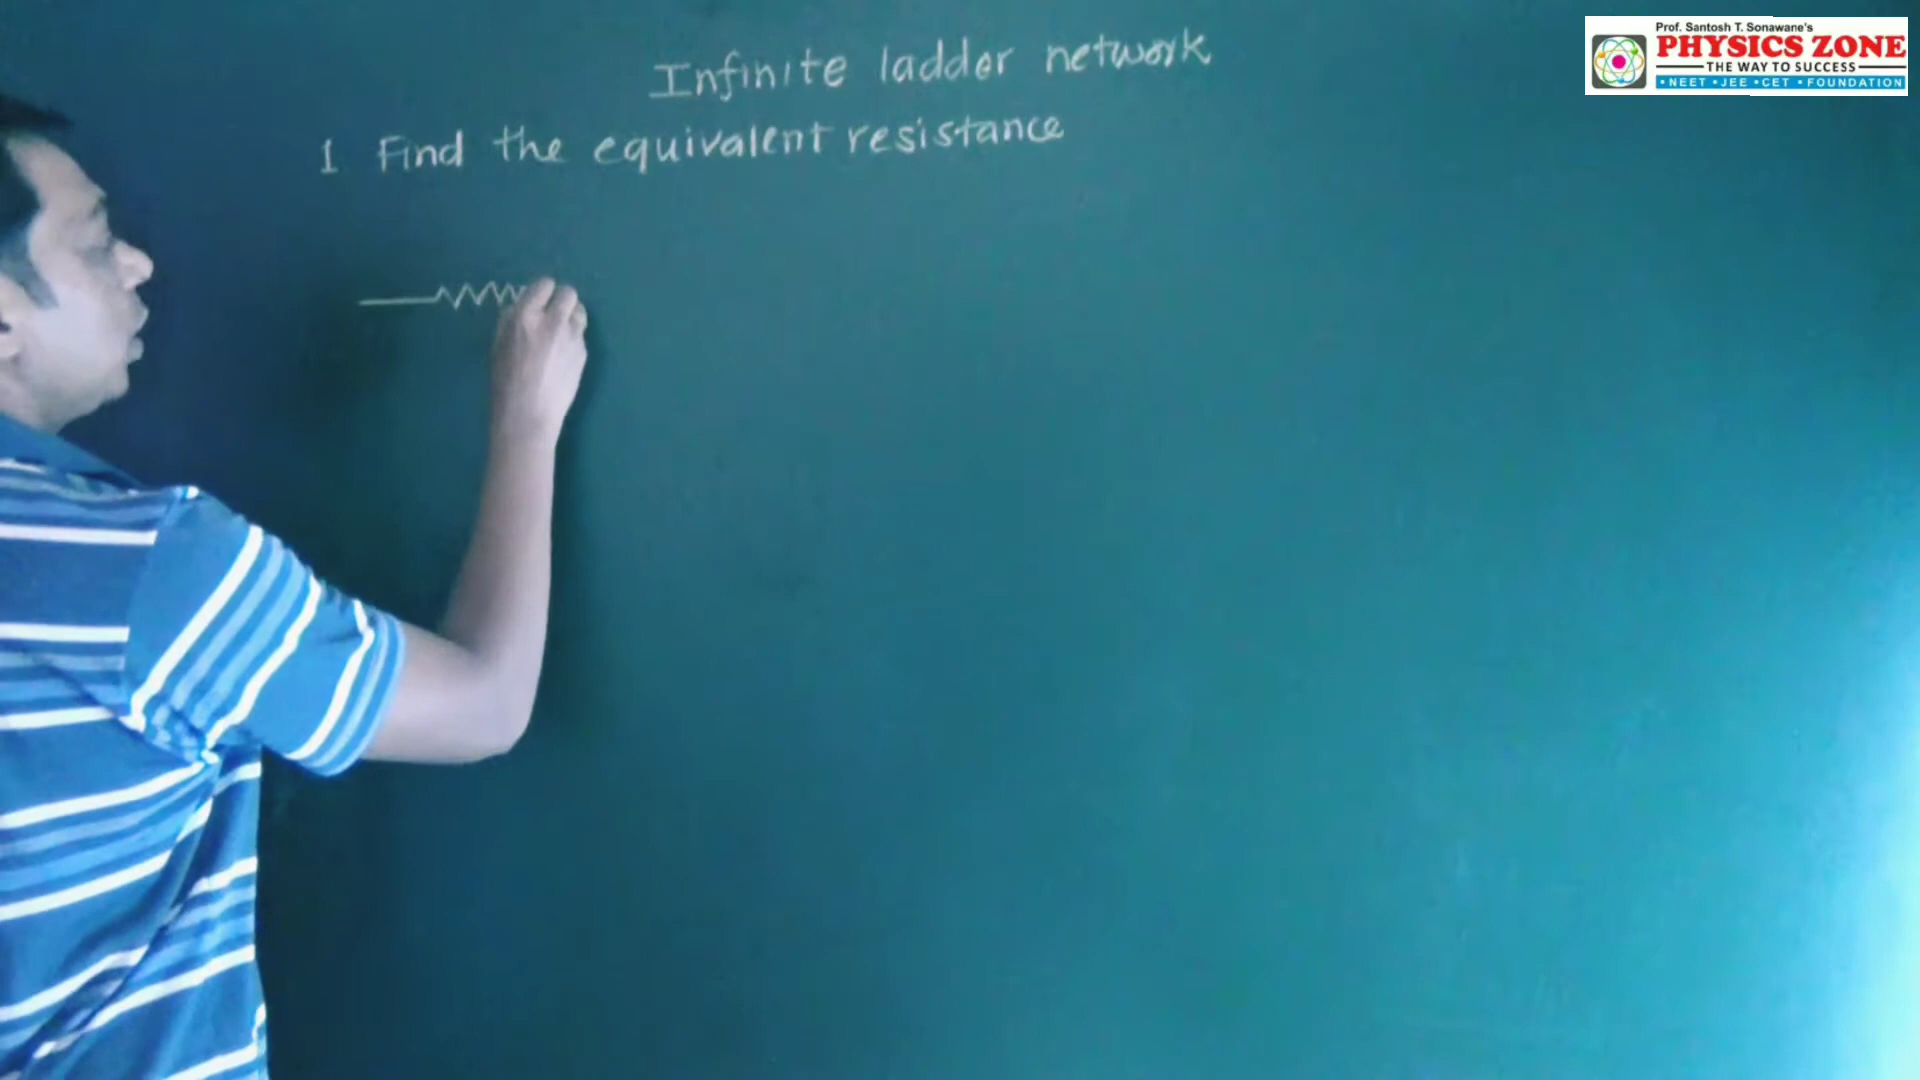 Prof. Santosh T. Sonawane's
PHYSICS ZONE
THE WAY TO SUCCESS
• NEET • JEE • CET • FOUNDATION
Infinite ladder network
1 Find the equivalent resistance